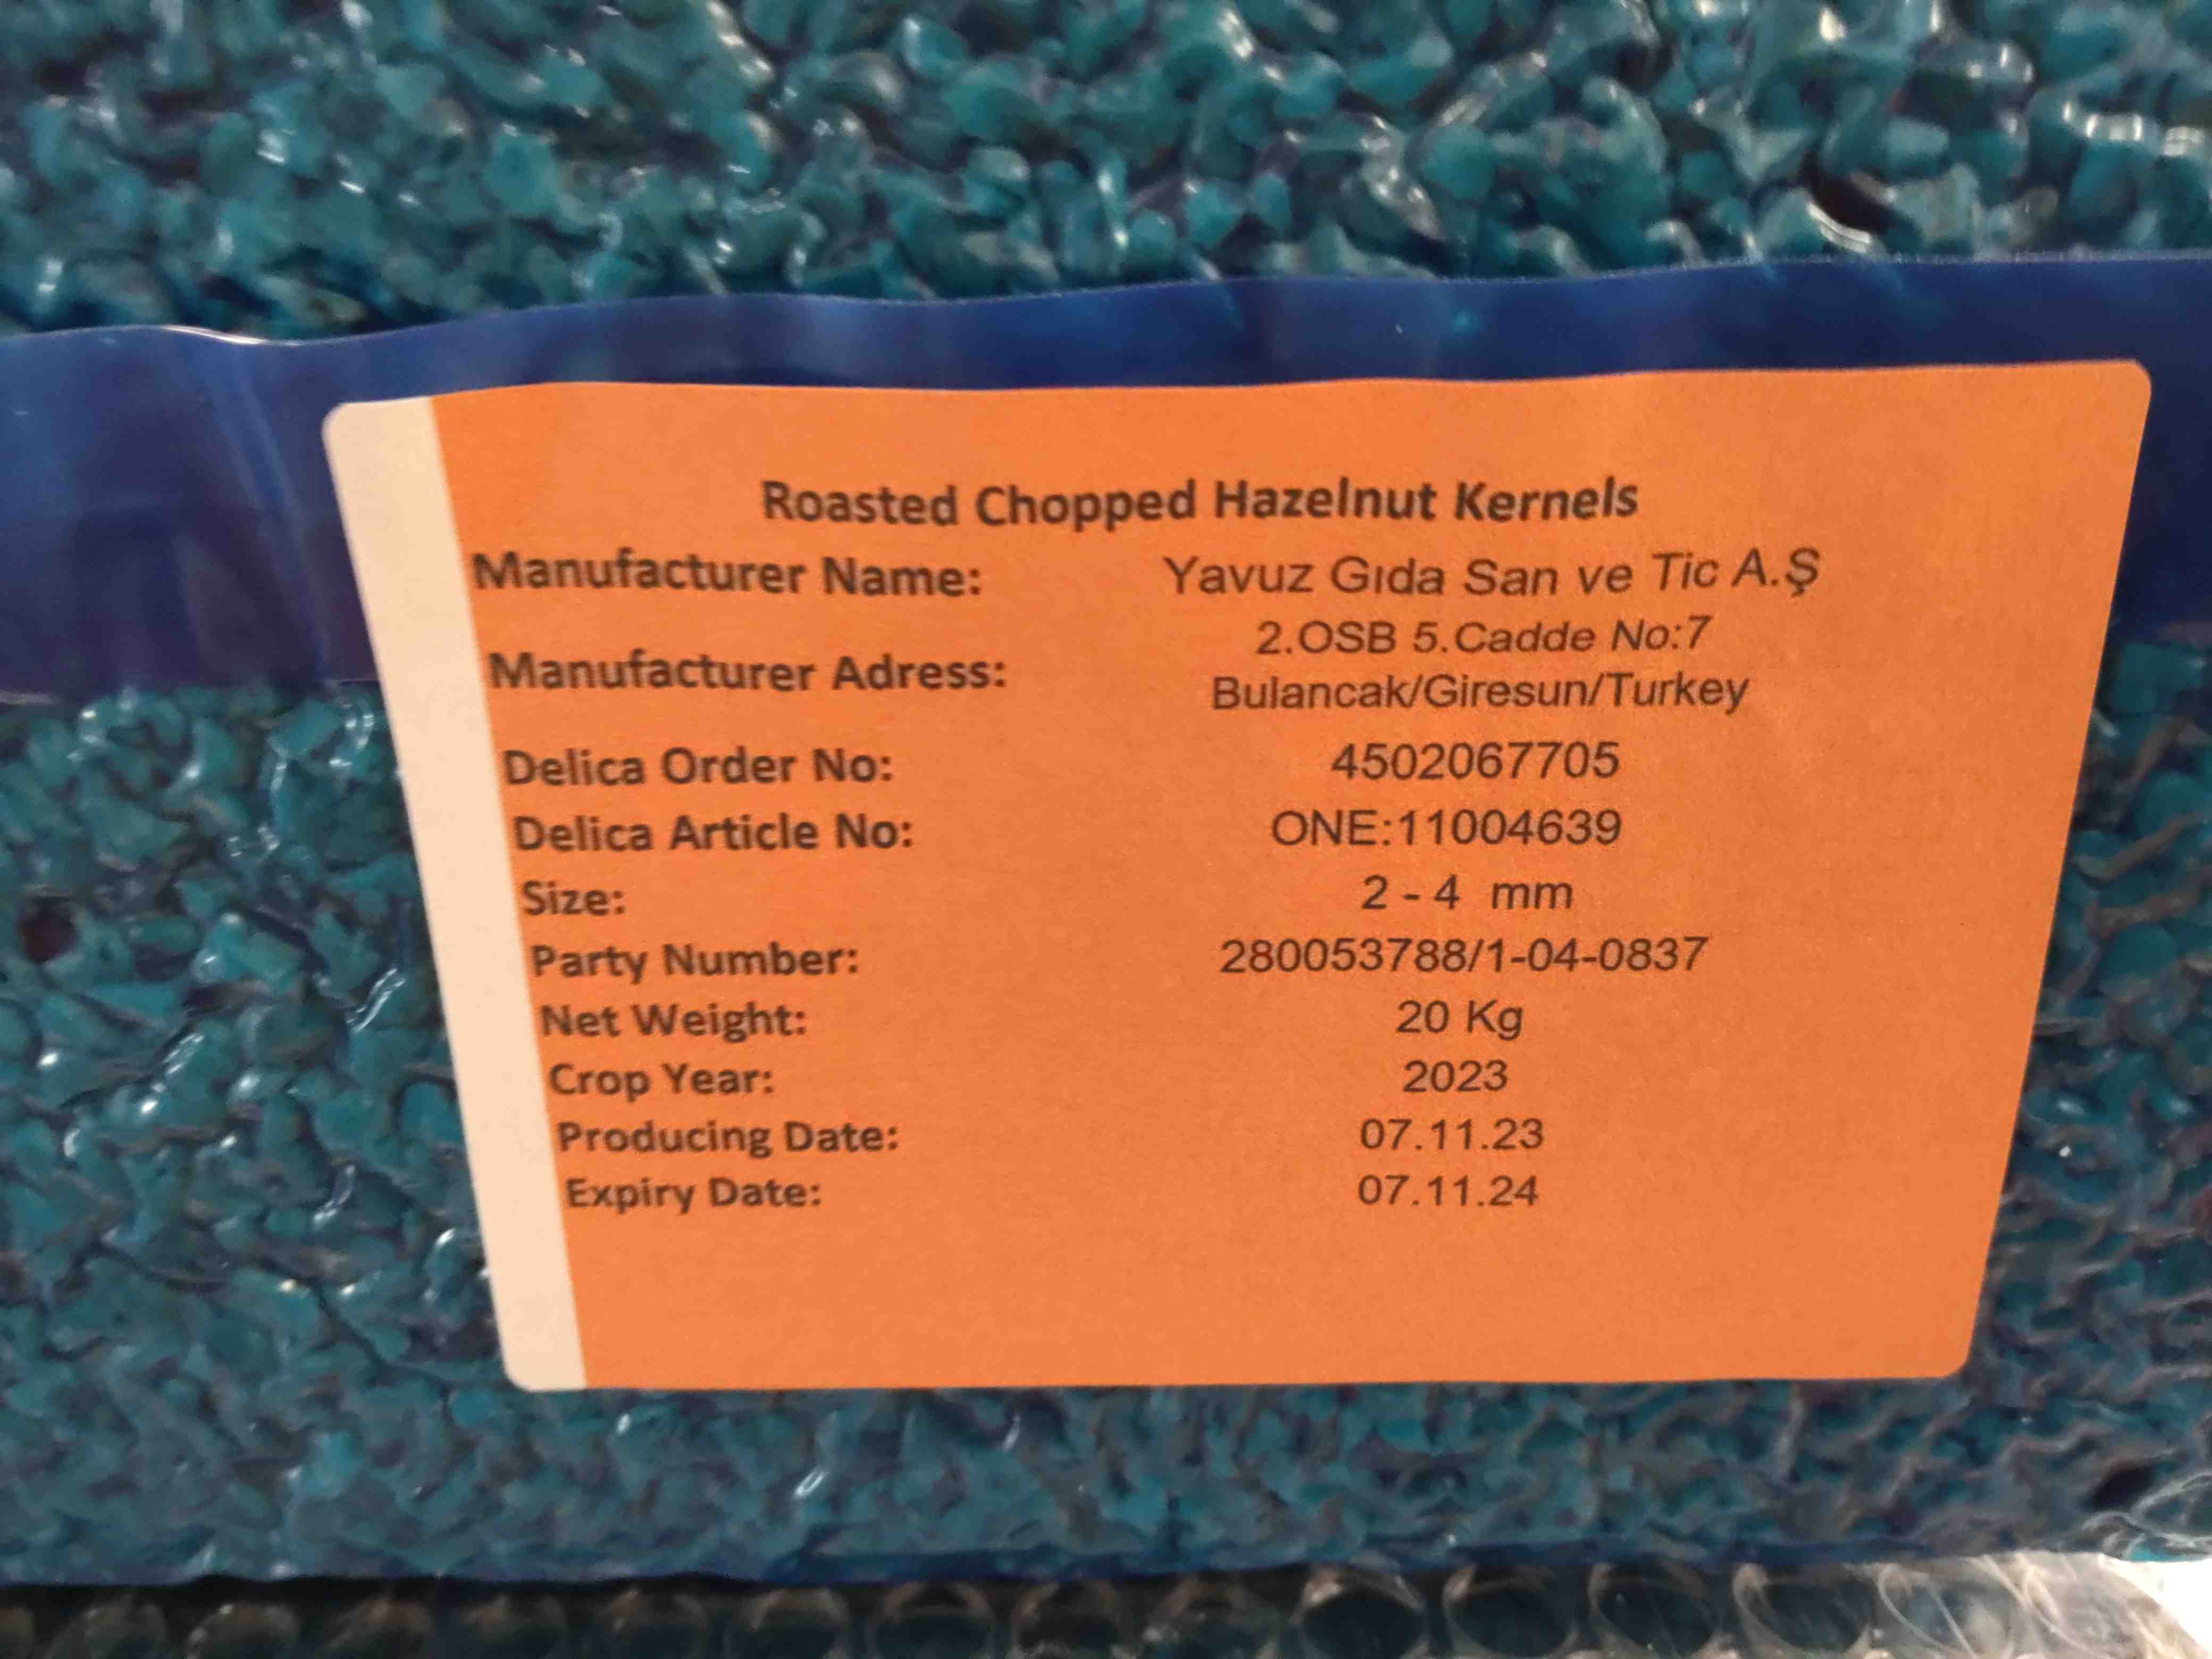 Roasted Chopped Hazelnut Kernels
Manufacturer Name: Yavuz Gıda San ve Tic A.Ş
Manufacturer Adress: 2.OSB 5.Cadde No:7
Bulancak/Giresun/Turkey
Delica Order No: 4502067705
Delica Article No: ONE:11004639
Size: 2 - 4 mm
Party Number: 280053788/1-04-0837
Net Weight: 20 Kg
Crop Year: 2023
Producing Date: 07.11.23
Expiry Date: 07.11.24